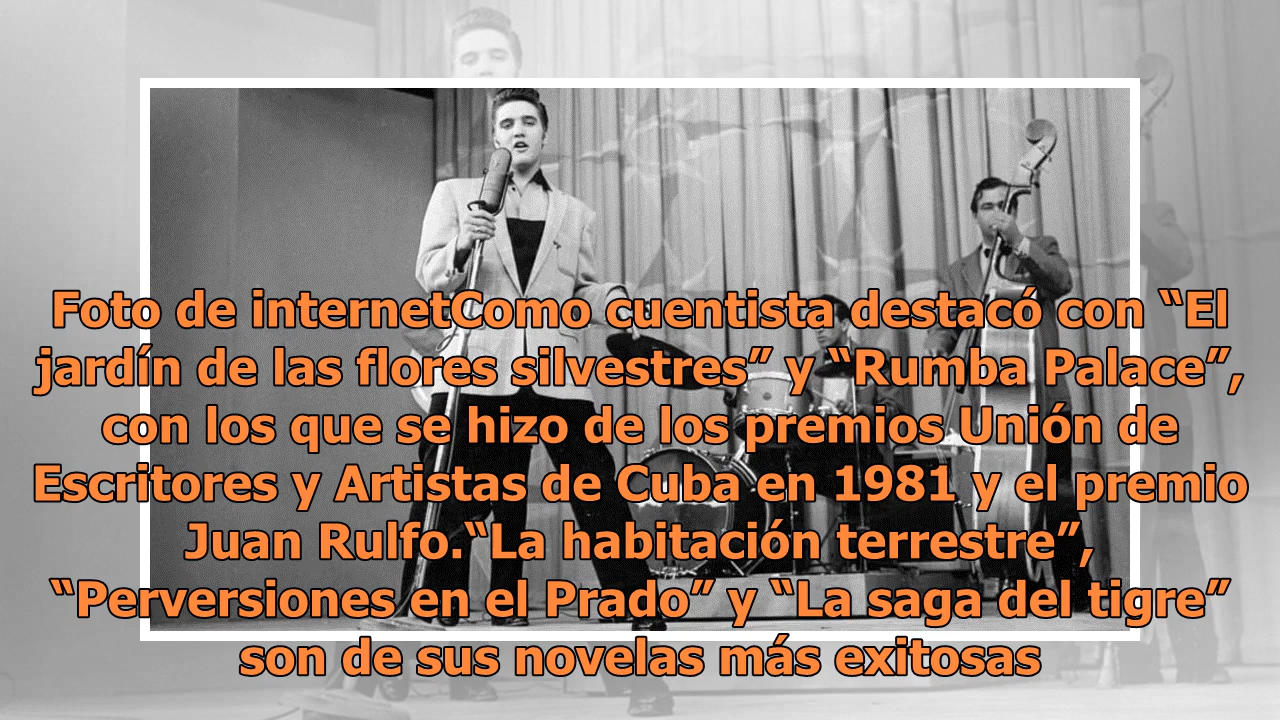 Foto de internetComo cuentista destacó con “El
jardín de las flores silvestres” y “Rumba Palace”,
con los que se hizo de los premios Unión de
Escritores y Artistas de Cuba en 1981 y el premio
Juan Rulfo.“La habitación terrestre”,
“Perversiones en el Prado” y “La saga del tigre”
son de sus novelas más exitosas